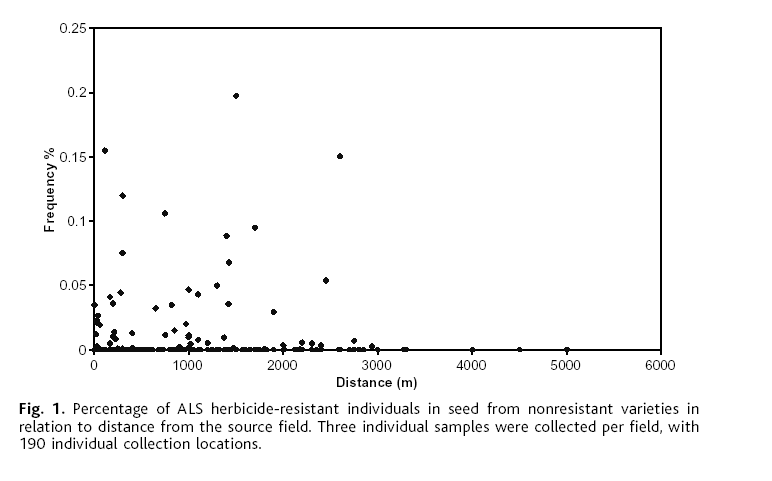 0.25
0.2
0.15
0.1
0.05
0
Frequency %
0 1000 2000 3000 4000 5000 6000
Distance (m)
Fig. 1. Percentage of ALS herbicide-resistant individuals in seed from nonresistant varieties in
relation to distance from the source field. Three individual samples were collected per field, with
190 individual collection locations.